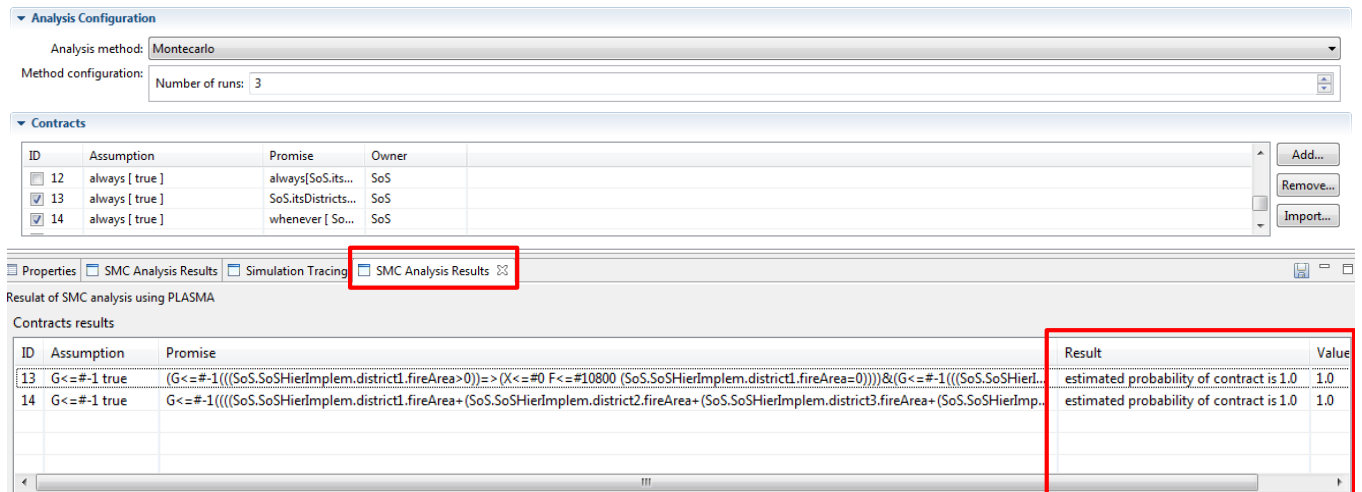 Analysis Configuration
Analysis method: Montecarlo
Method configuration: Number of runs: 3
Contracts
ID Assumption Promise Owner
12 always [ true ] always[SoS.its... SoS
Add...
13 always [ true ] SoS.itsDistricts... SoS
Remove...
14 always [ true ] whenever [ So... SoS
Import...
Properties SMC Analysis Results Simulation Tracing SMC Analysis Results
Resulat of SMC analysis using PLASMA
Contracts results
ID Assumption Promise Result Value
13 G<=#-1 true (G<=#-1(((SoS.SoSHierImplem.district1.fireArea>0))=>(X<=#0 F<=#10800 (SoS.SoSHierImplem.district1.fireArea=0))))&(G<=#-1(((SoS.SoSHierI... estimated probability of contract is 1.0 1.0
14 G<=#-1 true G<=#-1((((SoS.SoSHierImplem.district1.fireArea+(SoS.SoSHierImplem.district2.fireArea+(SoS.SoSHierImplem.district3.fireArea+(SoS.SoSHierImp... estimated probability of contract is 1.0 1.0